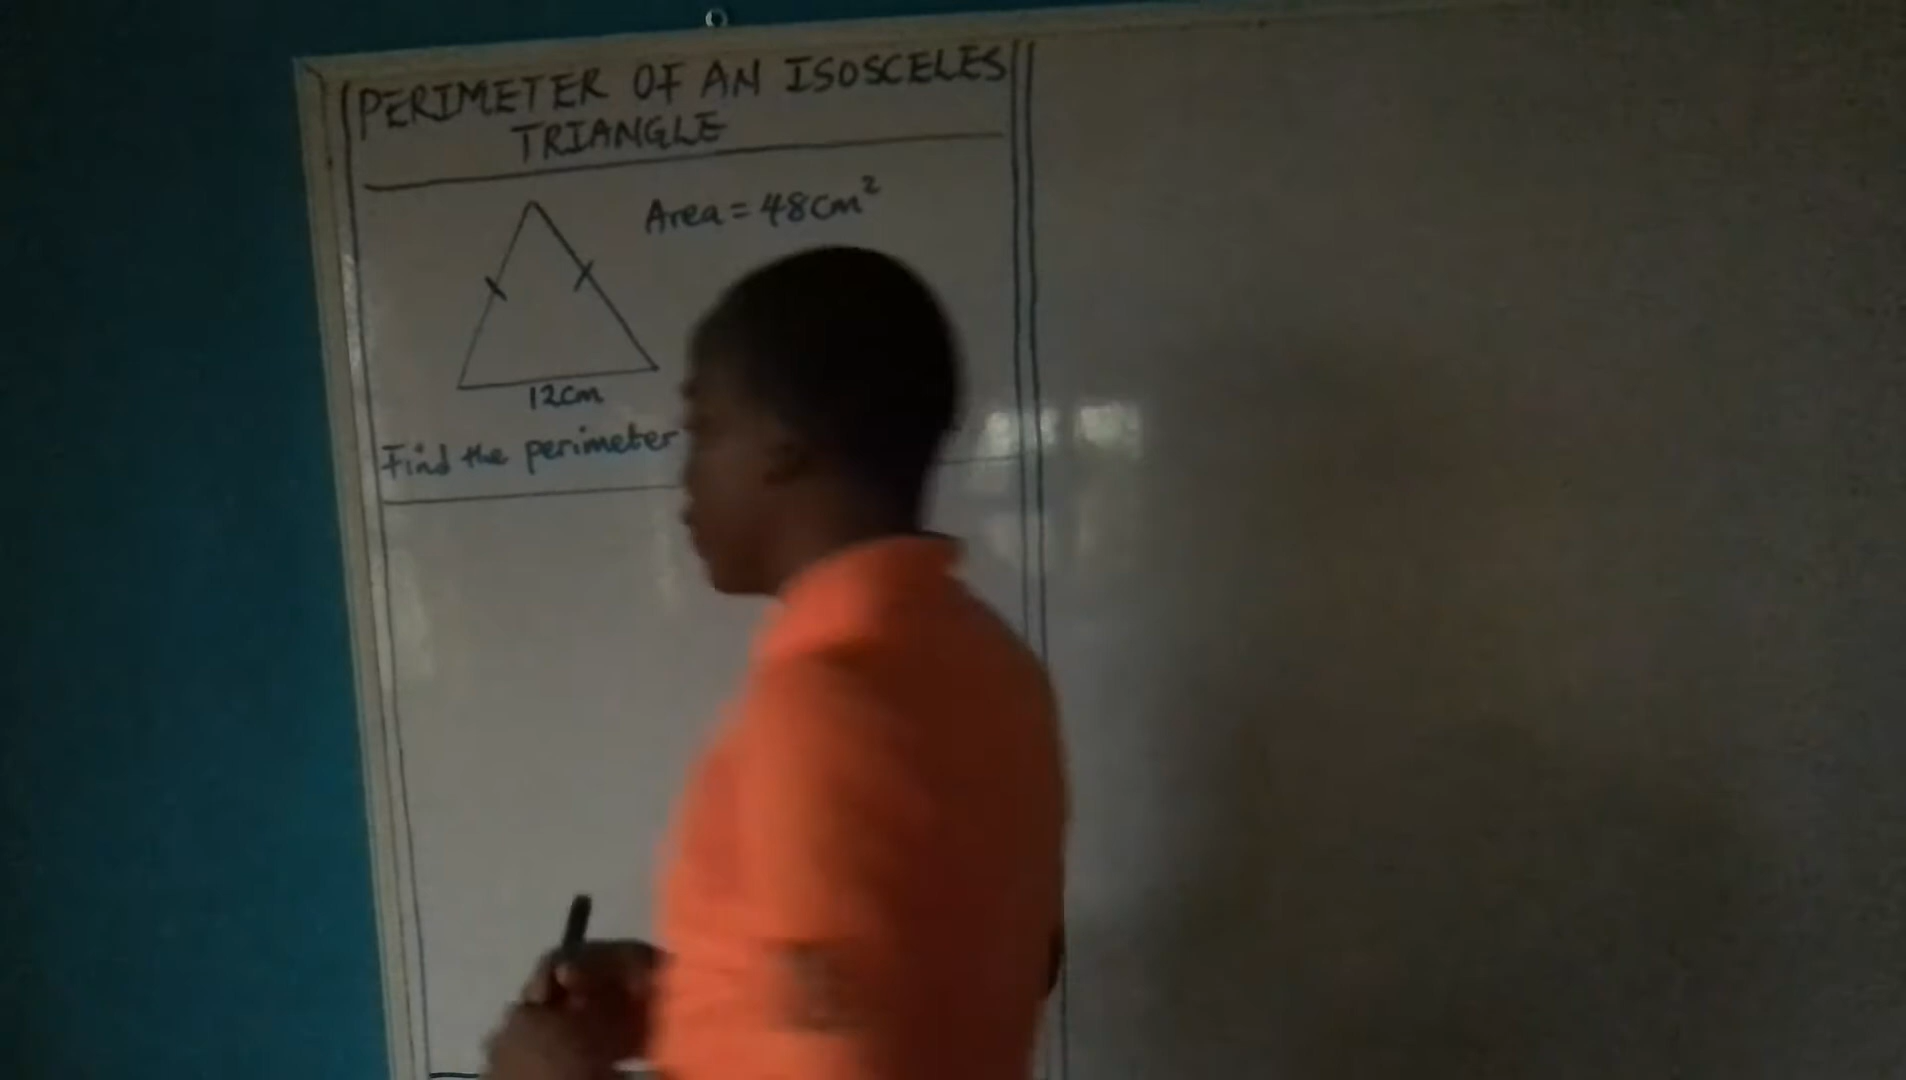 PERIMETER OF AN ISOSCELES
TRIANGLE
Area = 48cm²
12cm
Find the perimeter